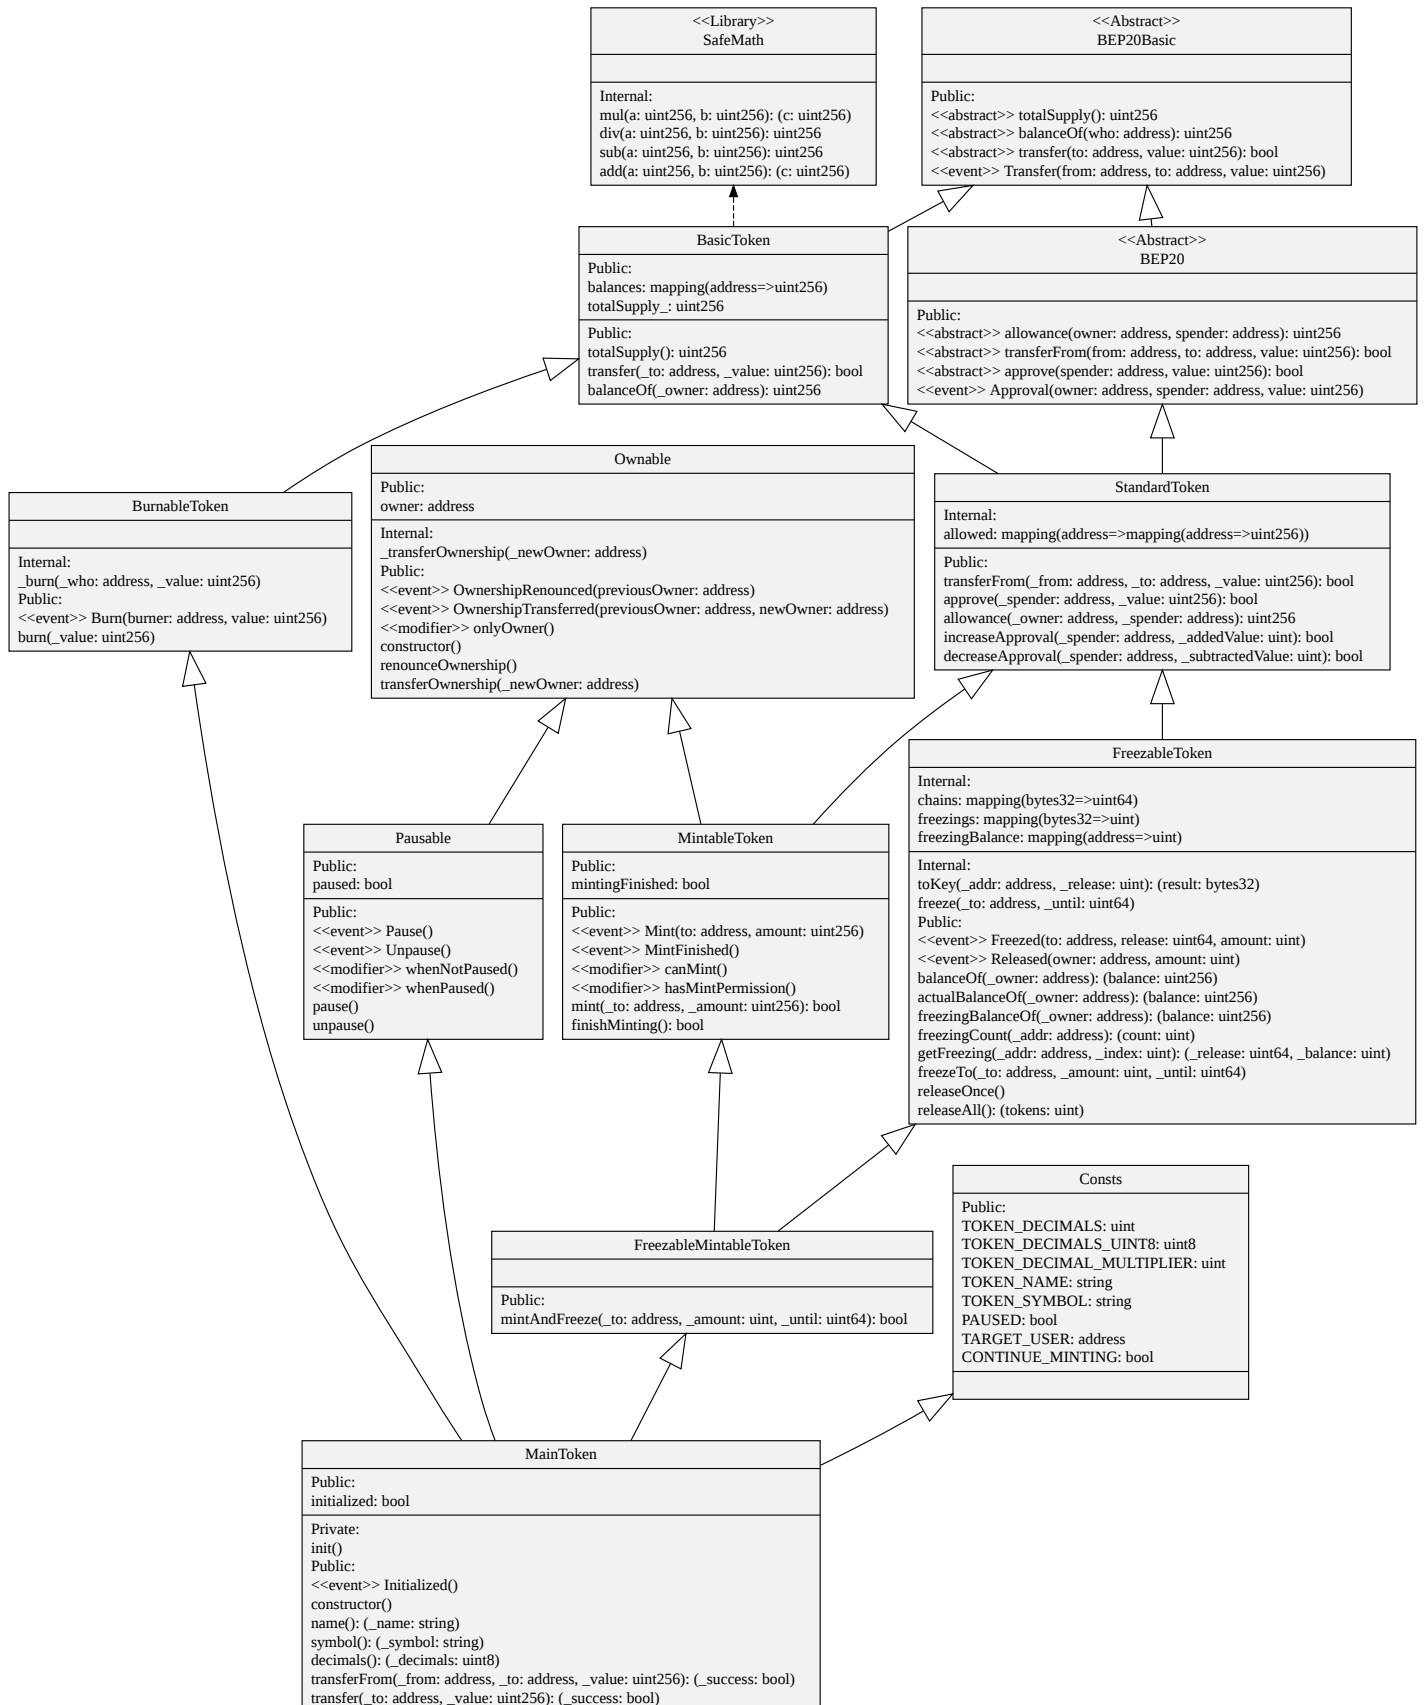 <<Library>>
SafeMath
Internal:
mul(a: uint256, b: uint256): (c: uint256)
div(a: uint256, b: uint256): uint256
sub(a: uint256, b: uint256): uint256
add(a: uint256, b: uint256): (c: uint256)
<<Abstract>>
BEP20Basic
Public:
<<abstract>> totalSupply(): uint256
<<abstract>> balanceOf(who: address): uint256
<<abstract>> transfer(to: address, value: uint256): bool
<<event>> Transfer(from: address, to: address, value: uint256)
BasicToken
Public:
balances: mapping(address=>uint256)
totalSupply_: uint256
Public:
totalSupply(): uint256
transfer(_to: address, _value: uint256): bool
balanceOf(_owner: address): uint256
<<Abstract>>
BEP20
Public:
<<abstract>> allowance(owner: address, spender: address): uint256
<<abstract>> transferFrom(from: address, to: address, value: uint256): bool
<<abstract>> approve(spender: address, value: uint256): bool
<<event>> Approval(owner: address, spender: address, value: uint256)
BurnableToken
Internal:
_burn(_who: address, _value: uint256)
Public:
<<event>> Burn(burner: address, value: uint256)
burn(_value: uint256)
Ownable
Public:
owner: address
Internal:
_transferOwnership(_newOwner: address)
Public:
<<event>> OwnershipRenounced(previousOwner: address)
<<event>> OwnershipTransferred(previousOwner: address, newOwner: address)
<<modifier>> onlyOwner()
constructor()
renounceOwnership()
transferOwnership(_newOwner: address)
StandardToken
Internal:
allowed: mapping(address=>mapping(address=>uint256))
Public:
transferFrom(_from: address, _to: address, _value: uint256): bool
approve(_spender: address, _value: uint256): bool
allowance(_owner: address, _spender: address): uint256
increaseApproval(_spender: address, _addedValue: uint): bool
decreaseApproval(_spender: address, _subtractedValue: uint): bool
Pausable
Public:
paused: bool
Public:
<<event>> Pause()
<<event>> Unpause()
<<modifier>> whenNotPaused()
<<modifier>> whenPaused()
pause()
unpause()
MintableToken
Public:
mintingFinished: bool
Public:
<<event>> Mint(to: address, amount: uint256)
<<event>> MintFinished()
<<modifier>> canMint()
<<modifier>> hasMintPermission()
mint(_to: address, _amount: uint256): bool
finishMinting(): bool
FreezableToken
Internal:
chains: mapping(bytes32=>uint64)
freezings: mapping(bytes32=>uint)
freezingBalance: mapping(address=>uint)
Internal:
toKey(_addr: address, _release: uint): (result: bytes32)
freeze(_to: address, _until: uint64)
Public:
<<event>> Freezed(to: address, release: uint64, amount: uint)
<<event>> Released(owner: address, amount: uint)
balanceOf(_owner: address): (balance: uint256)
actualBalanceOf(_owner: address): (balance: uint256)
freezingBalanceOf(_owner: address): (balance: uint256)
freezingCount(_addr: address): (count: uint)
getFreezing(_addr: address, _index: uint): (_release: uint64, _balance: uint)
freezeTo(_to: address, _amount: uint, _until: uint64)
releaseOnce()
releaseAll(): (tokens: uint)
FreezableMintableToken
Public:
mintAndFreeze(_to: address, _amount: uint, _until: uint64): bool
Consts
Public:
TOKEN_DECIMALS: uint
TOKEN_DECIMALS_UINT8: uint8
TOKEN_DECIMAL_MULTIPLIER: uint
TOKEN_NAME: string
TOKEN_SYMBOL: string
PAUSED: bool
TARGET_USER: address
CONTINUE_MINTING: bool
MainToken
Public:
initialized: bool
Private:
init()
Public:
<<event>> Initialized()
constructor()
name(): (_name: string)
symbol(): (_symbol: string)
decimals(): (_decimals: uint8)
transferFrom(_from: address, _to: address, _value: uint256): (_success: bool)
transfer(_to: address, _value: uint256): (_success: bool)